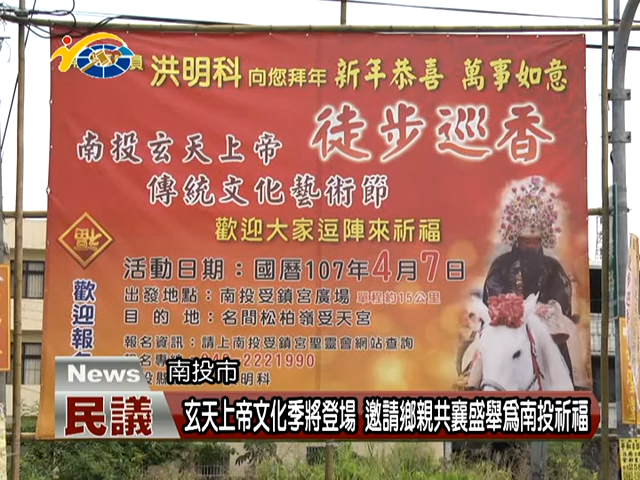 員 洪明科 向您拜年 新年恭喜 萬事如意
徒步巡香
南投玄天上帝
傳統文化藝術節
福
歡迎大家逗陣來祈福
活動日期：國曆107年4月7日
出發地點：南投受鎮宮廣場 單程約15公里
目的地：名間松柏嶺受天宮
報名資訊：請上南投受鎮宮聖靈會網站查詢
歡迎報名
2221990
明科
News 南投市
民議
玄天上帝文化季將登場 邀請鄉親共襄盛舉為南投祈福